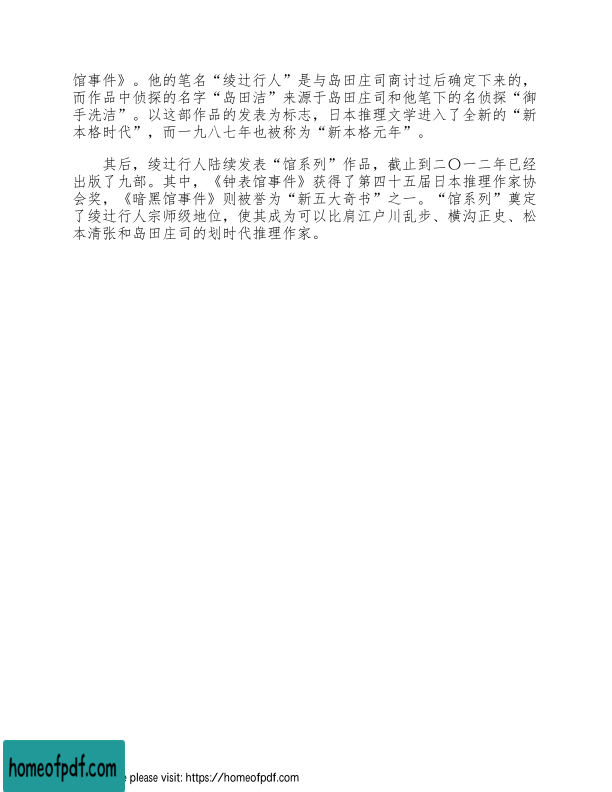 馆事件》。他的笔名“绫辻行人”是与岛田庄司商讨过后确定下来的，
而作品中侦探的名字“岛田洁”来源于岛田庄司和他笔下的名侦探“御
手洗洁”。以这部作品的发表为标志，日本推理文学进入了全新的“新
本格时代”，而一九八七年也被称为“新本格元年”。
其后，绫辻行人陆续发表“馆系列”作品，截止到二〇一二年已经
出版了九部。其中，《钟表馆事件》获得了第四十五届日本推理作家协
会奖，《暗黑馆事件》则被誉为“新五大奇书”之一。“馆系列”奠定
了绫辻行人宗师级地位，使其成为可以比肩江户川乱步、横沟正史、松
本清张和岛田庄司的划时代推理作家。
homeofpdf.com
e please visit: https://homeofpdf.com